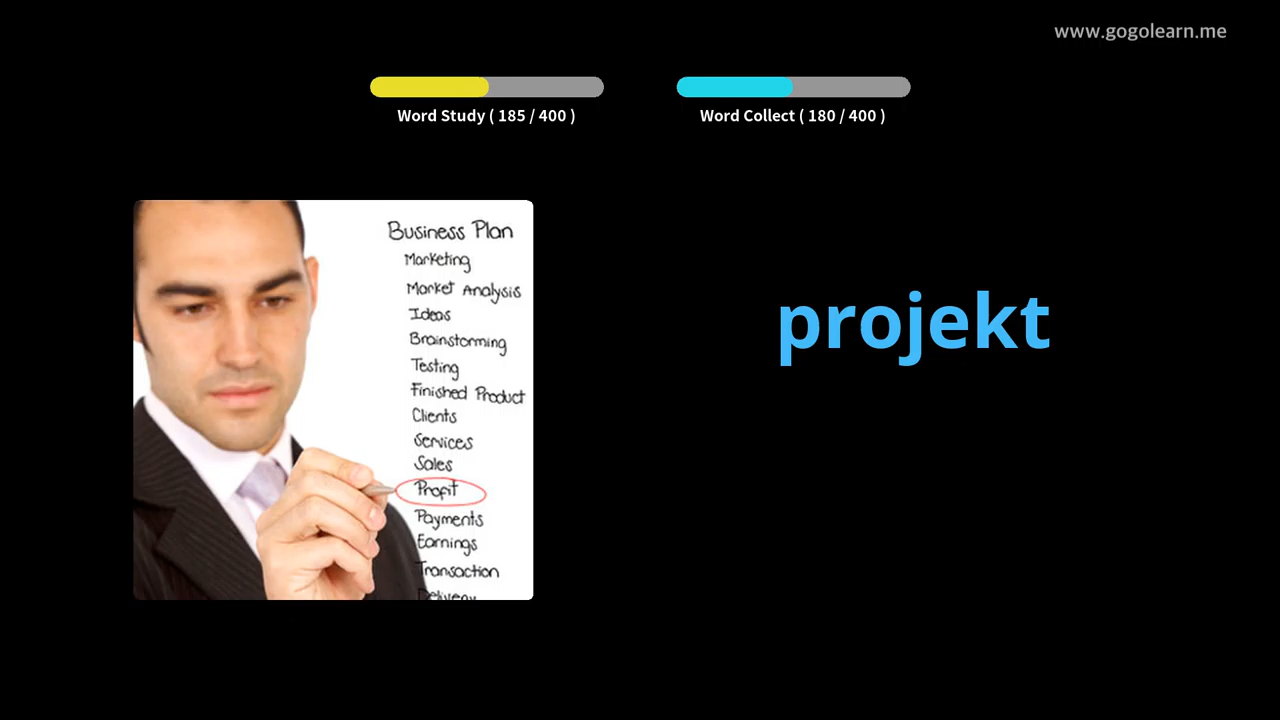 www.gogolearn.me
Word Study ( 185 / 400 )
Word Collect ( 180 / 400 )
Business Plan
Marketing
Market Analysis
Ideas
Brainstorming
Testing
Finished Product
Clients
Services
Sales
Profit
Payments
Earnings
Transaction
Delivery
projekt